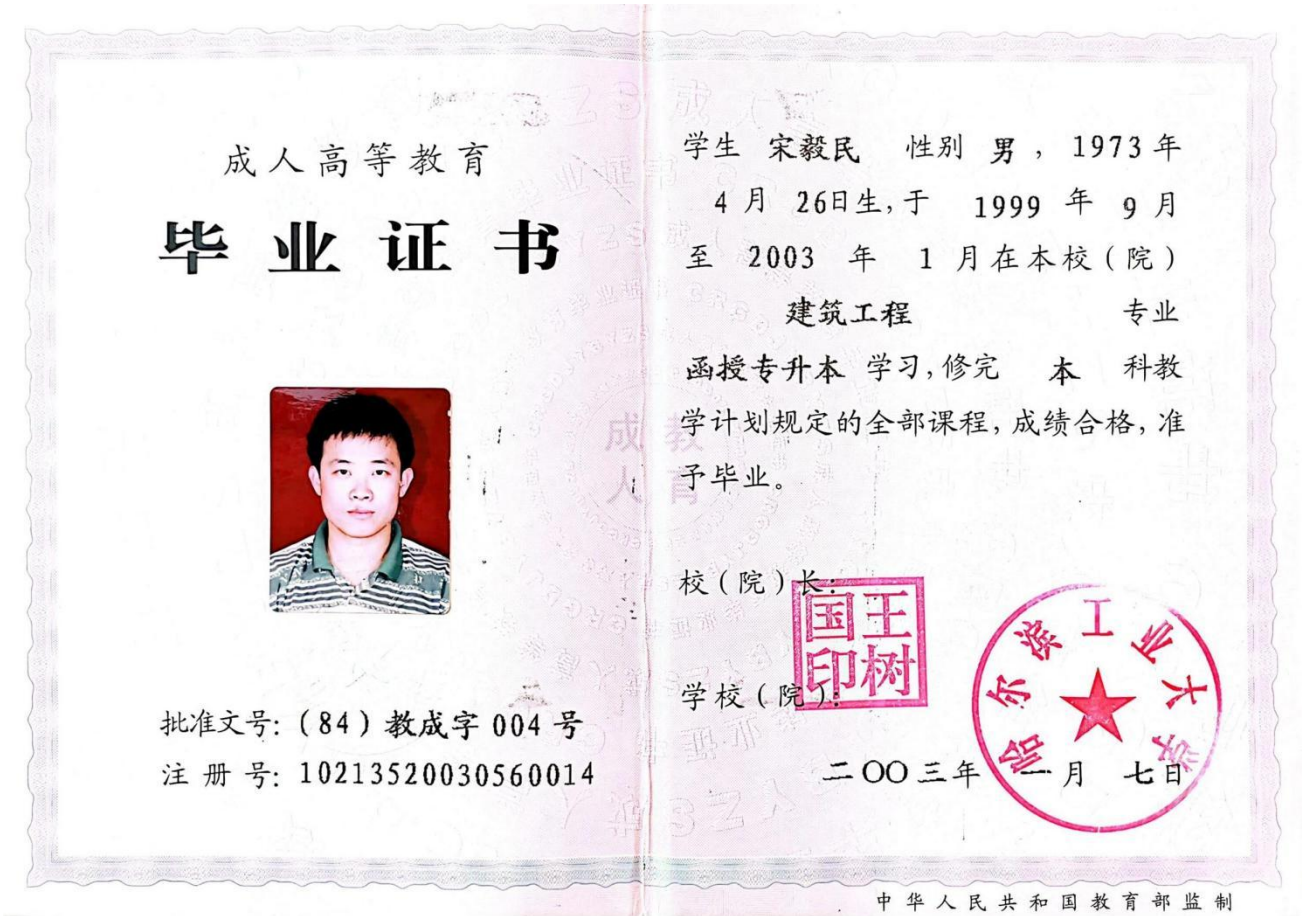 成人高等教育
毕业证书
批准文号:(84)教成字 004 号
注 册 号: 10213520030560014
学生 宋毅民 性别 男 , 1973 年
4 月 26日生,于 1999 年 9 月
至 2003 年 1 月在本校(院)
建筑工程 专业
函授专升本 学习,修完 本 科教
学计划规定的全部课程,成绩合格,准
予毕业。
校(院)长:
王树国印
学校(院):
哈尔滨工业大学
二〇〇三年 一月 七日
中华人民共和国教育部监制
成人教育